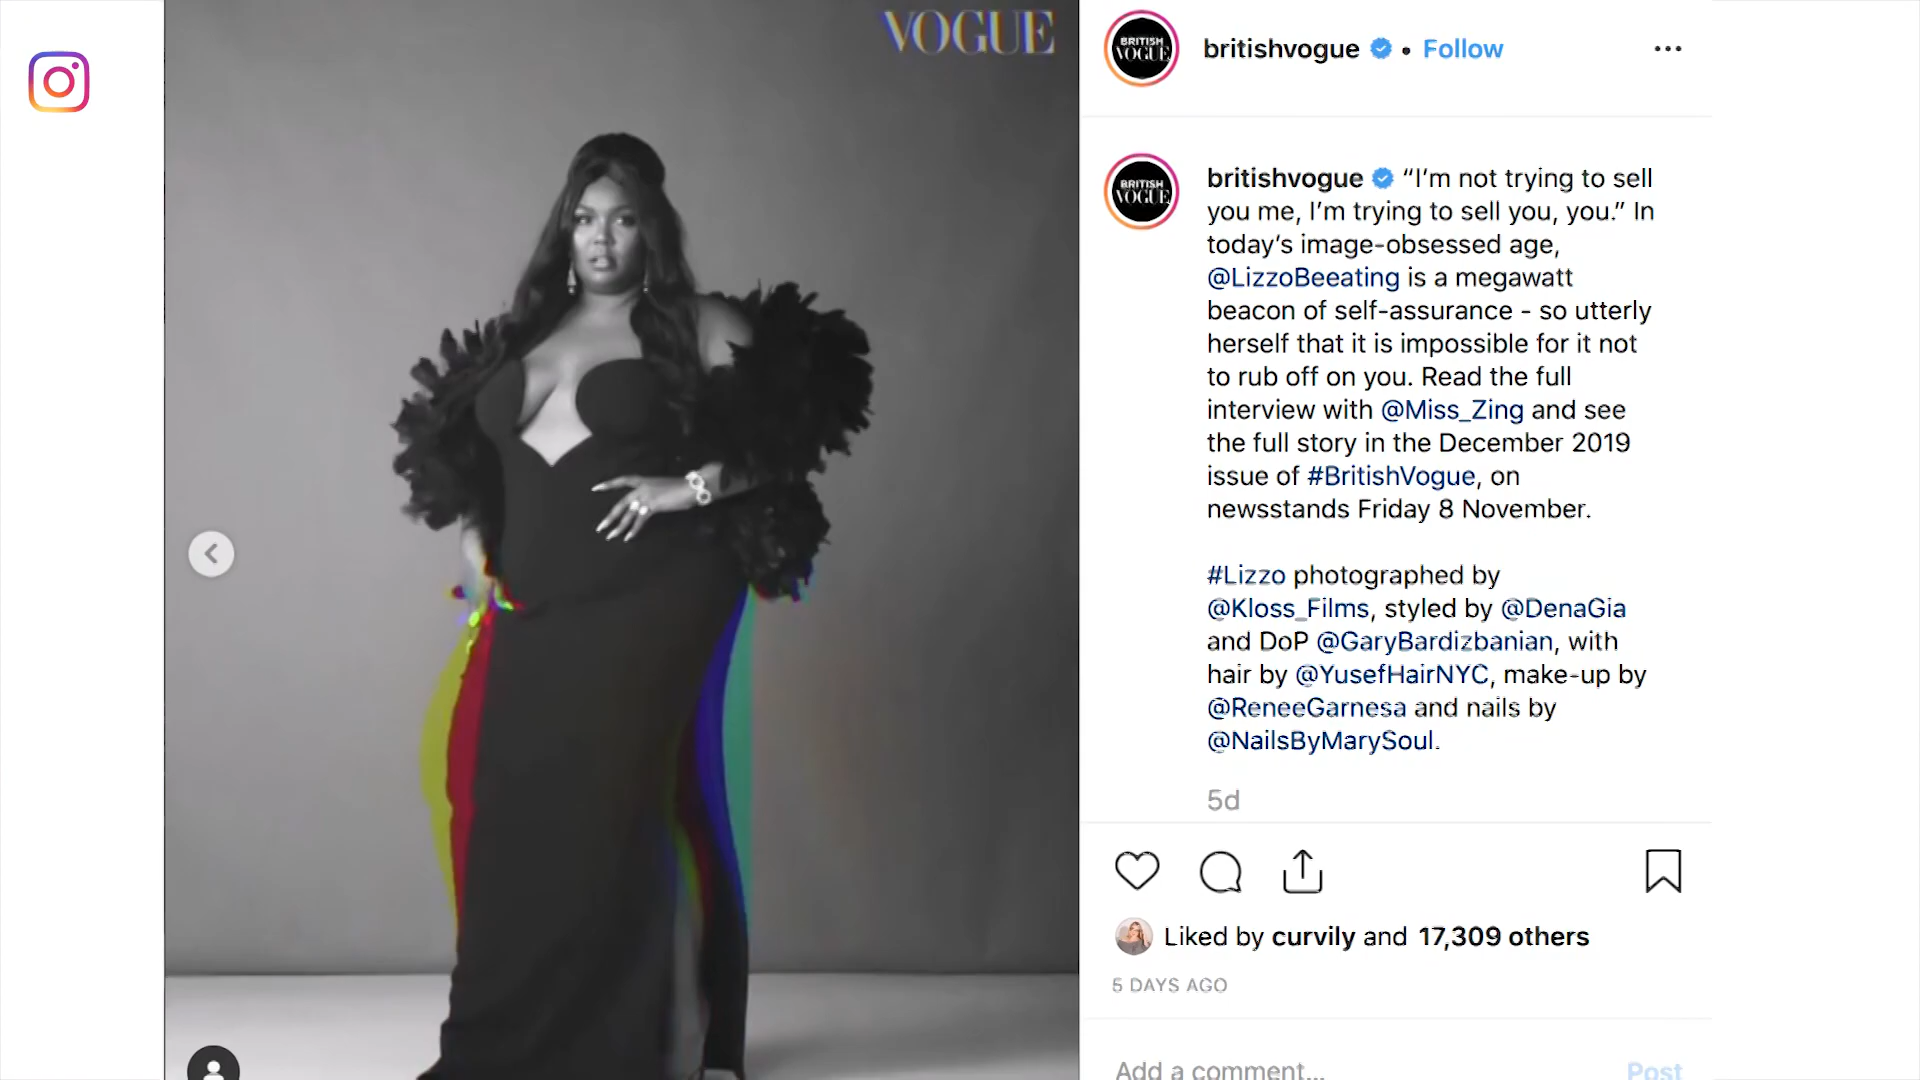 VOGUE
BRITISH
VOGUE
britishvogue • Follow
BRITISH
VOGUE
britishvogue “I’m not trying to sell
you me, I’m trying to sell you, you.” In
today’s image-obsessed age,
@LizzoBeeating is a megawatt
beacon of self-assurance - so utterly
herself that it is impossible for it not
to rub off on you. Read the full
interview with @Miss_Zing and see
the full story in the December 2019
issue of #BritishVogue, on
newsstands Friday 8 November.
#Lizzo photographed by
@Kloss_Films, styled by @DenaGia
and DoP @GaryBardizbanian, with
hair by @YusefHairNYC, make-up by
@ReneeGarnesa and nails by
@NailsByMarySoul.
5d
Liked by curvily and 17,309 others
5 DAYS AGO
Add a comment... Post